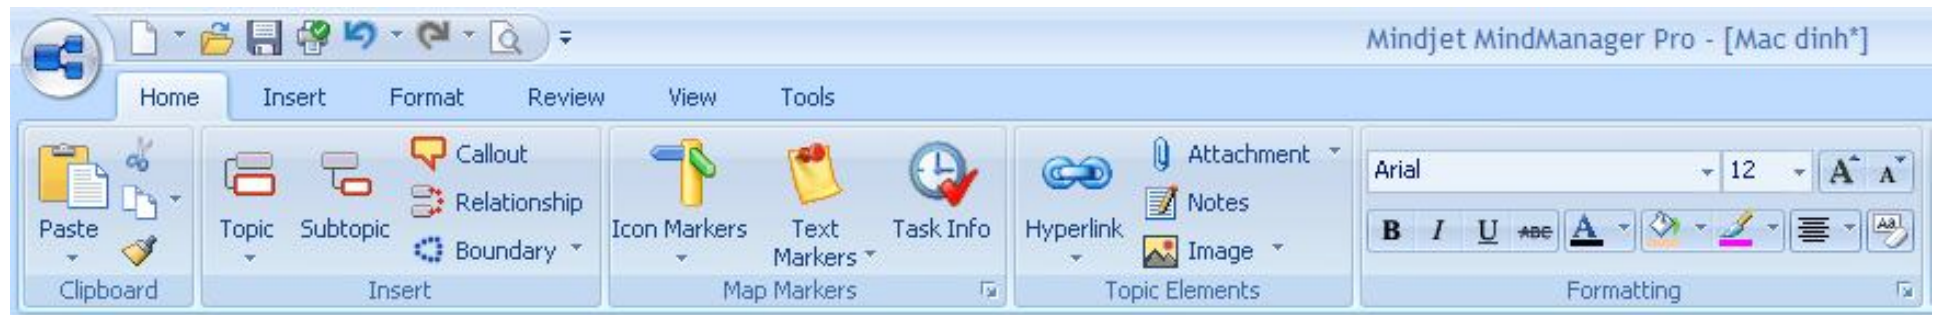 Mindjet MindManager Pro - [Mac dinh*]
Home Insert Format Review View Tools
Paste
Clipboard
Topic
Subtopic
Callout
Relationship
Boundary
Insert
Icon Markers
Text
Markers
Task Info
Map Markers
Hyperlink
Attachment
Notes
Image
Topic Elements
Arial 12 A A
B I U ABC A Aa
Formatting